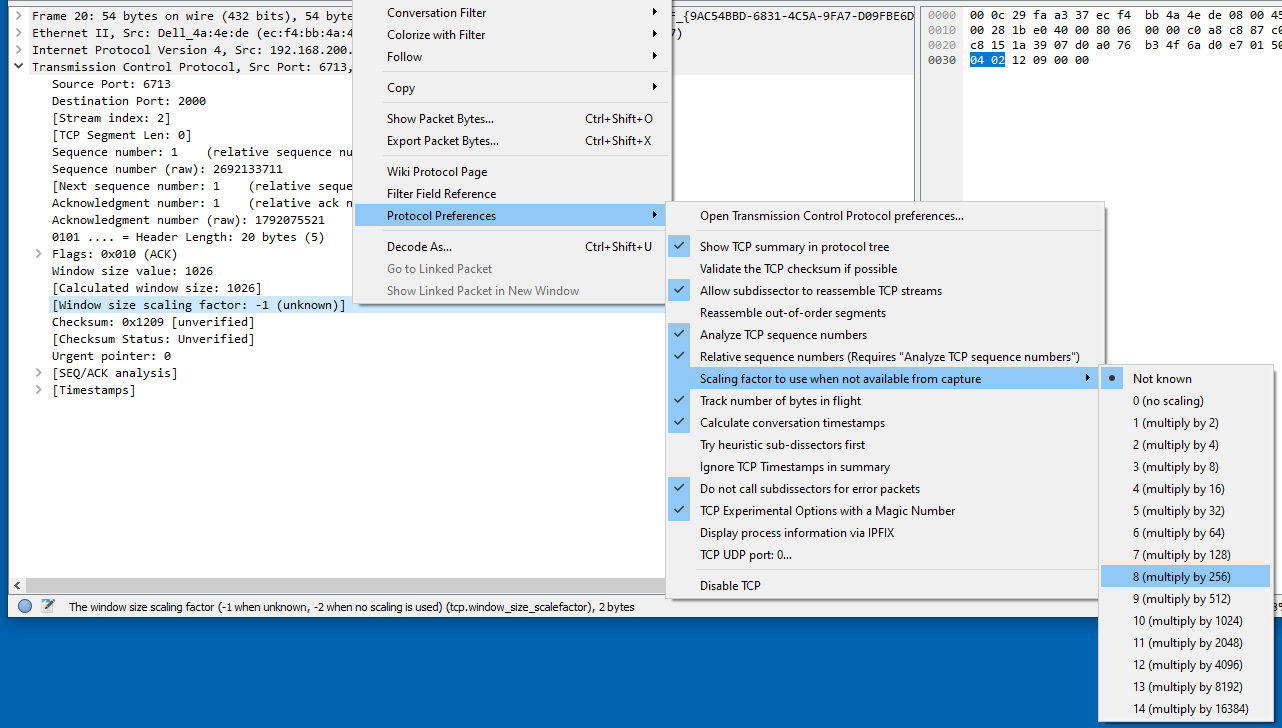 Frame 20: 54 bytes on wire (432 bits), 54 byte
Ethernet II, Src: Dell_4a:4e:de (ec:f4:bb:4a:4
Internet Protocol Version 4, Src: 192.168.200.
Transmission Control Protocol, Src Port: 6713,
Source Port: 6713
Destination Port: 2000
[Stream index: 2]
[TCP Segment Len: 0]
Sequence number: 1 (relative sequence nu
Sequence number (raw): 2692133711
[Next sequence number: 1 (relative seque
Acknowledgment number: 1 (relative ack n
Acknowledgment number (raw): 1792075521
0101 .... = Header Length: 20 bytes (5)
Flags: 0x010 (ACK)
Window size value: 1026
[Calculated window size: 1026]
[Window size scaling factor: -1 (unknown)]
Checksum: 0x1209 [unverified]
[Checksum Status: Unverified]
Urgent pointer: 0
[SEQ/ACK analysis]
[Timestamps]
The window size scaling factor (-1 when unknown, -2 when no scaling is used) (tcp.window_size_scalefactor), 2 bytes
Conversation Filter
Colorize with Filter
Follow
Copy
Show Packet Bytes... Ctrl+Shift+O
Export Packet Bytes... Ctrl+Shift+X
Wiki Protocol Page
Filter Field Reference
Protocol Preferences
Decode As... Ctrl+Shift+U
Go to Linked Packet
Show Linked Packet in New Window
_{9AC54BBD-6831-4C5A-9FA7-D09FBE6D
7)
0000 00 0c 29 fa a3 37 ec f4 bb 4a 4e de 08 00 45
0010 00 28 1b e0 40 00 80 06 00 00 c0 a8 c8 87 c0
0020 c8 15 1a 39 07 d0 a0 76 b3 4f 6a d0 e7 01 50
0030 04 02 12 09 00 00
Open Transmission Control Protocol preferences...
Show TCP summary in protocol tree
Validate the TCP checksum if possible
Allow subdissector to reassemble TCP streams
Reassemble out-of-order segments
Analyze TCP sequence numbers
Relative sequence numbers (Requires "Analyze TCP sequence numbers")
Scaling factor to use when not available from capture
Track number of bytes in flight
Calculate conversation timestamps
Try heuristic sub-dissectors first
Ignore TCP Timestamps in summary
Do not call subdissectors for error packets
TCP Experimental Options with a Magic Number
Display process information via IPFIX
TCP UDP port: 0...
Disable TCP
Not known
0 (no scaling)
1 (multiply by 2)
2 (multiply by 4)
3 (multiply by 8)
4 (multiply by 16)
5 (multiply by 32)
6 (multiply by 64)
7 (multiply by 128)
8 (multiply by 256)
9 (multiply by 512)
10 (multiply by 1024)
11 (multiply by 2048)
12 (multiply by 4096)
13 (multiply by 8192)
14 (multiply by 16384)